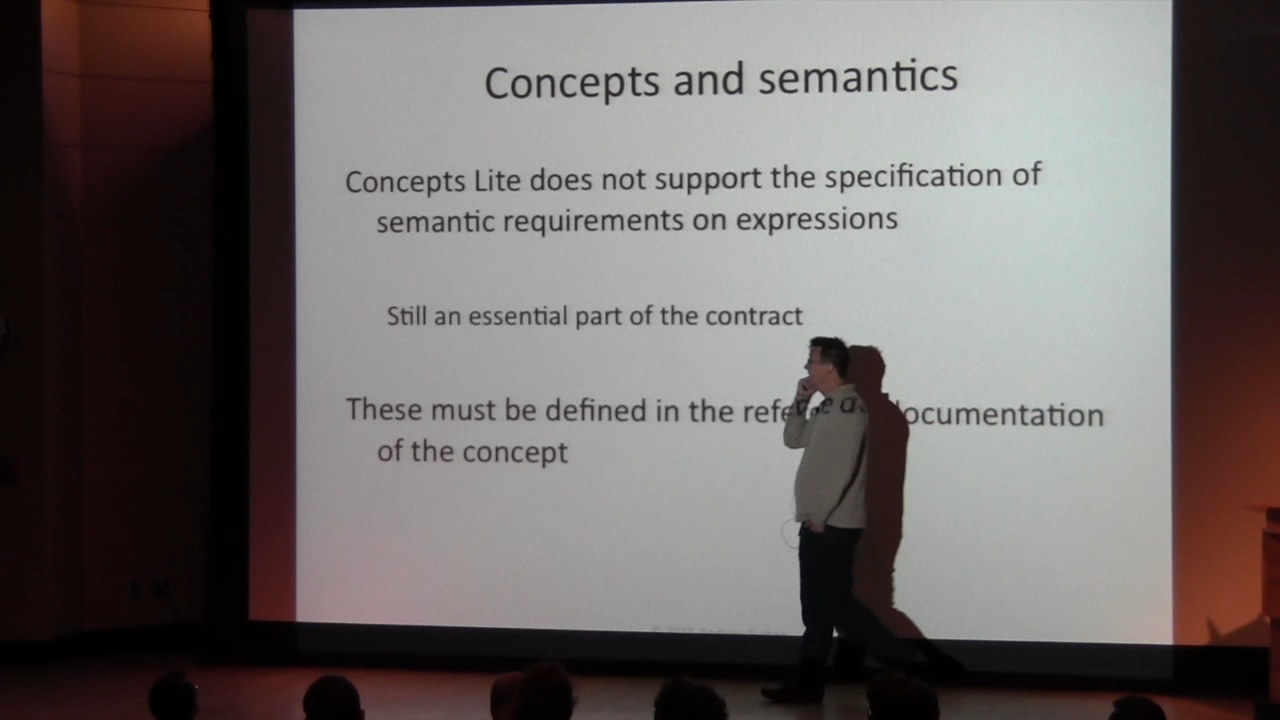 Concepts and semantics
Concepts Lite does not support the specification of
semantic requirements on expressions
Still an essential part of the contract
These must be defined in the
of the concept